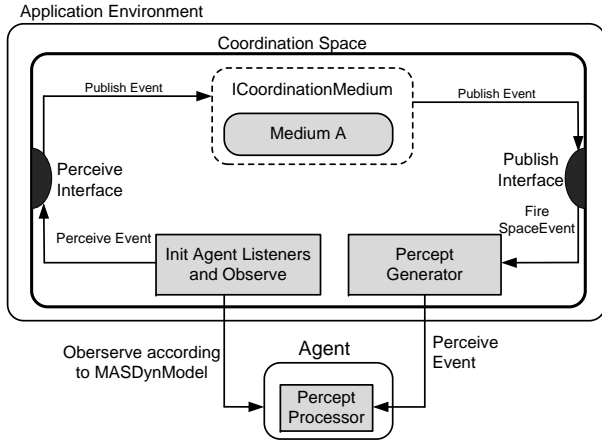 Application Environment
Coordination Space
Publish Event
ICoordinationMedium
Medium A
Publish Event
Perceive
Interface
Publish
Interface
Perceive Event
Init Agent Listeners
and Observe
Percept
Generator
Fire
SpaceEvent
Oberserve according
to MASDynModel
Agent
Percept
Processor
Perceive
Event